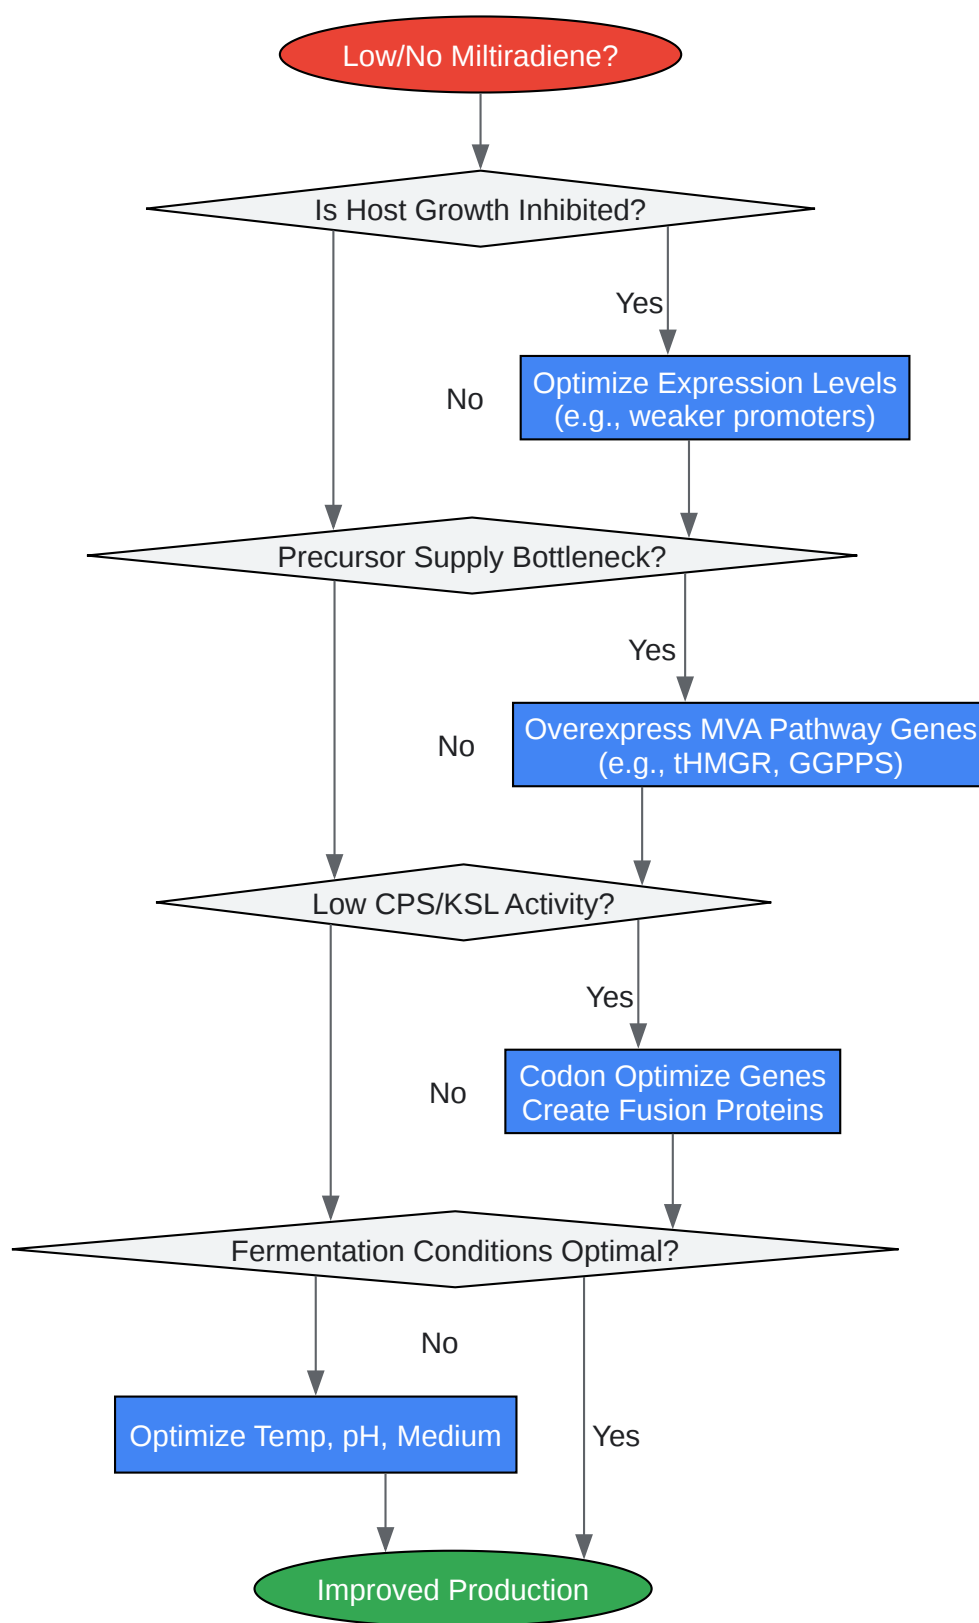 Low/No Miltiradiene?
Is Host Growth Inhibited?
Yes
No
Optimize Expression Levels
(e.g., weaker promoters)
Precursor Supply Bottleneck?
Yes
No
Overexpress MVA Pathway Genes
(e.g., tHMGR, GGPPS)
Low CPS/KSL Activity?
Yes
No
Codon Optimize Genes
Create Fusion Proteins
Fermentation Conditions Optimal?
No
Optimize Temp, pH, Medium
Yes
Improved Production